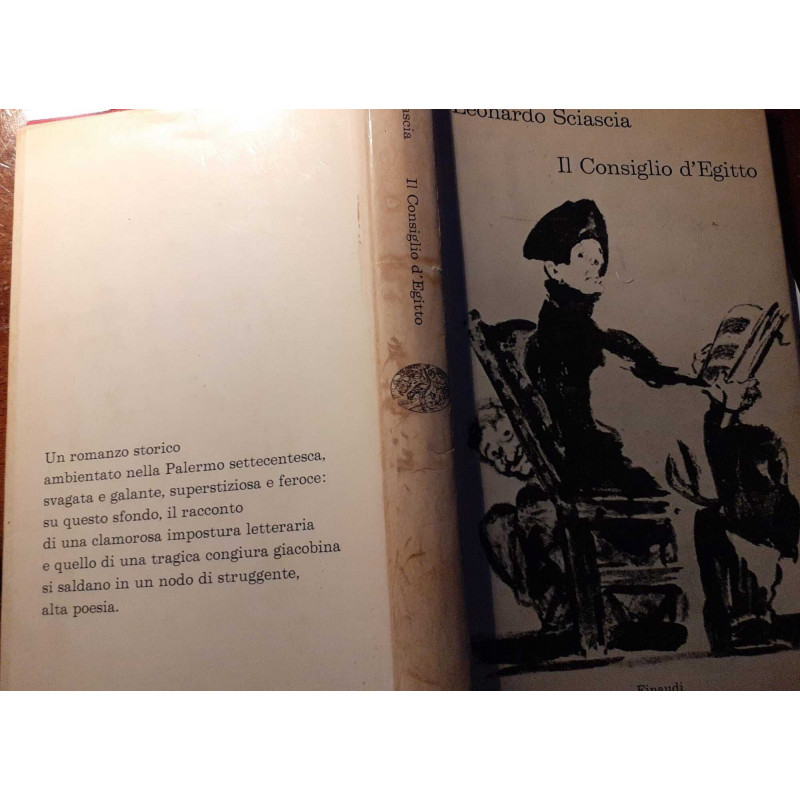 Un romanzo storico
ambientato nella Palermo settecentesca,
svagata e galante, superstiziosa e feroce:
su questo sfondo, il racconto
di una clamorosa impostura letteraria
e quello di una tragica congiura giacobina
si saldano in un nodo di struggente,
alta poesia.
ascia Il Consiglio d'Egitto
Leonardo Sciascia
Il Consiglio d'Egitto
Einaudi